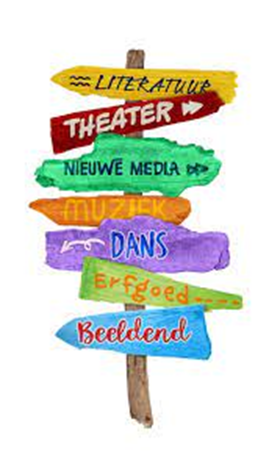 LITERATUUR
THEATER
NIEUWE MEDIA
MUZIEK
DANS
Erfgoed
Beeldend